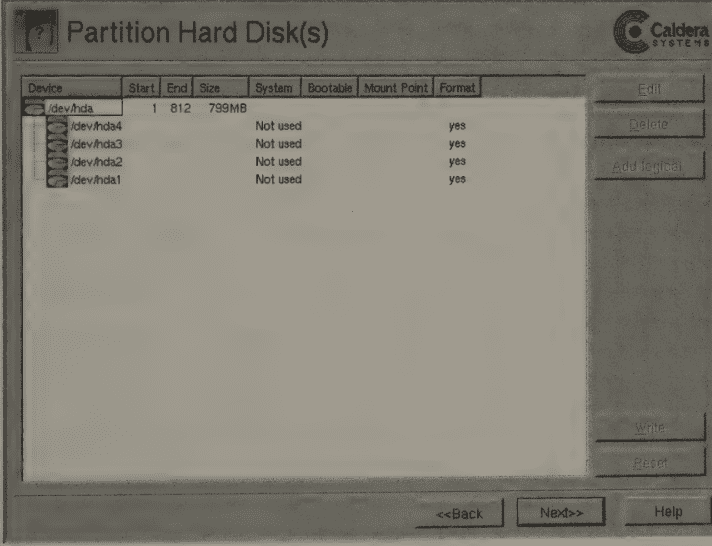 ?
Partition Hard Disk(s)
Caldera
SYSTEMS
Device Start End Size System Bootable Mount Point Format
/dev/hda 1 812 799MB
/dev/hda4 Not used yes
/dev/hda3 Not used yes
/dev/hda2 Not used yes
/dev/hda1 Not used yes
Edit
Delete
Add logical
Write
Reset
<<Back
Next>>
Help